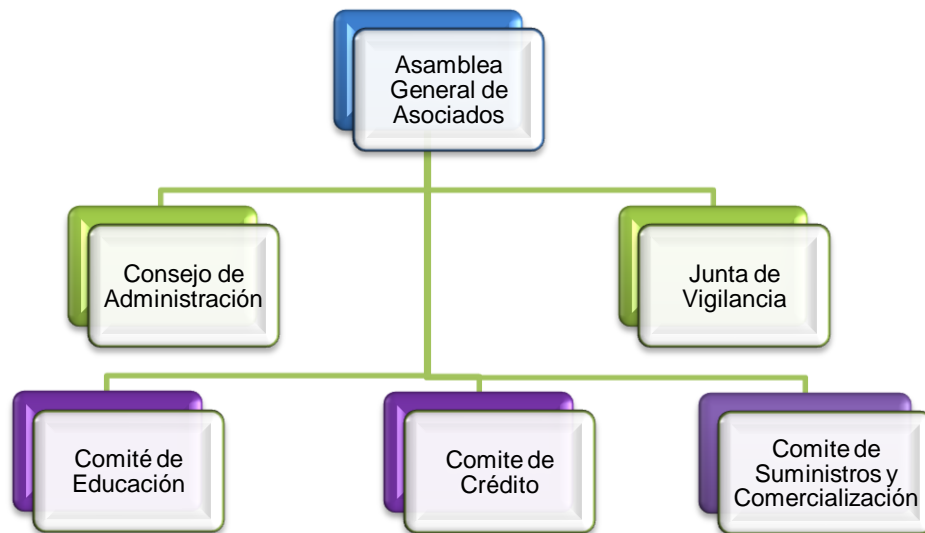 Asamblea
General de
Asociados
Consejo de
Administración
Junta de
Vigilancia
Comité de
Educación
Comite de
Crédito
Comite de
Suministros y
Comercialización